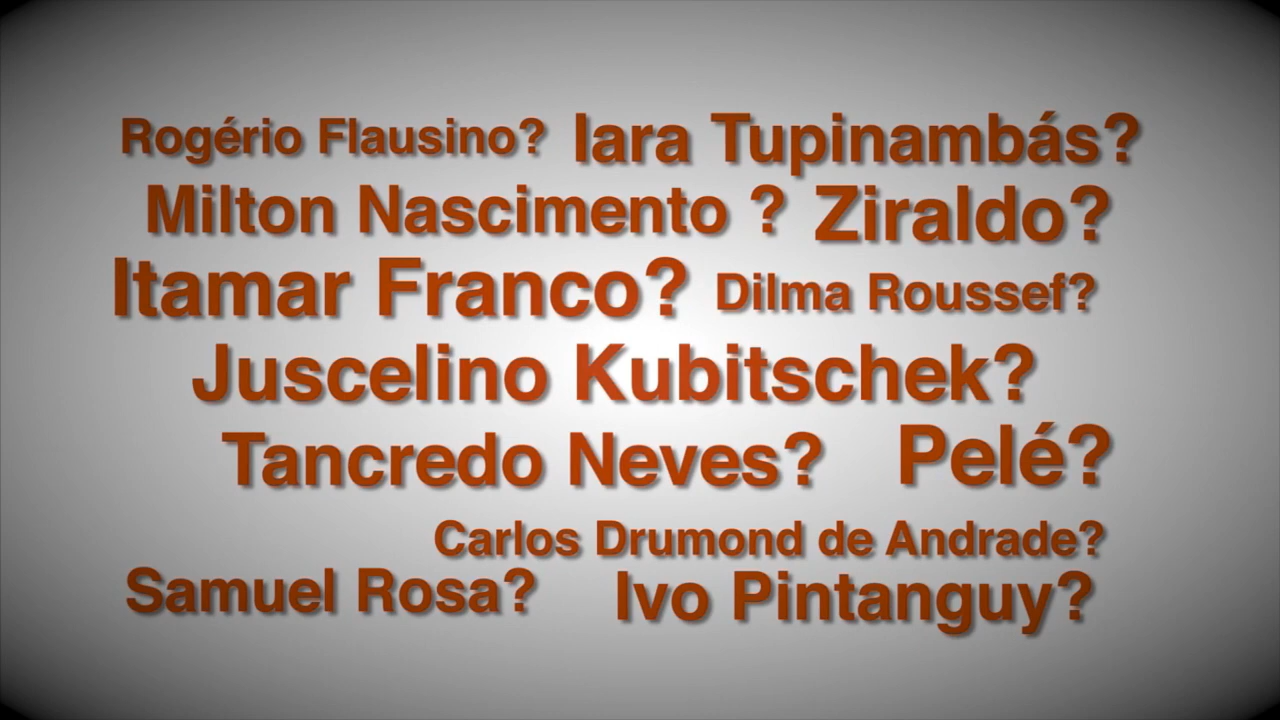 Rogério Flausino? Iara Tupinambás?
Milton Nascimento ? Ziraldo?
Itamar Franco? Dilma Roussef?
Juscelino Kubitschek?
Tancredo Neves? Pelé?
Carlos Drumond de Andrade?
Samuel Rosa? Ivo Pintanguy?